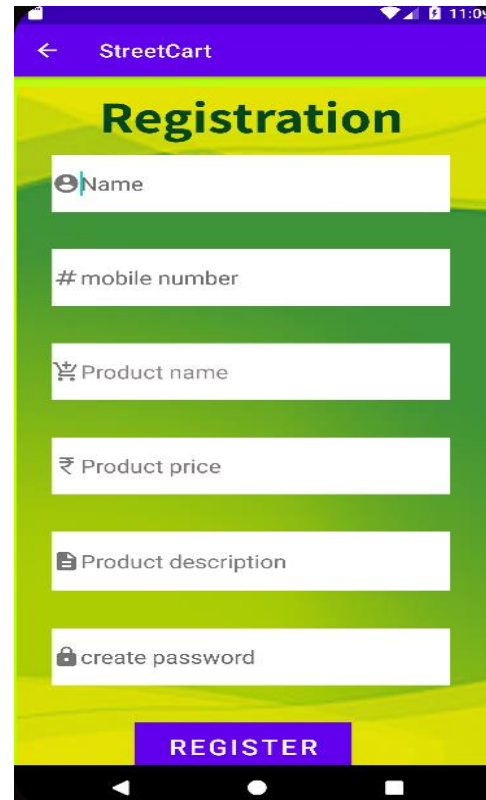 11:09
StreetCart
Registration
Name
# mobile number
Product name
₹ Product price
Product description
create password
REGISTER